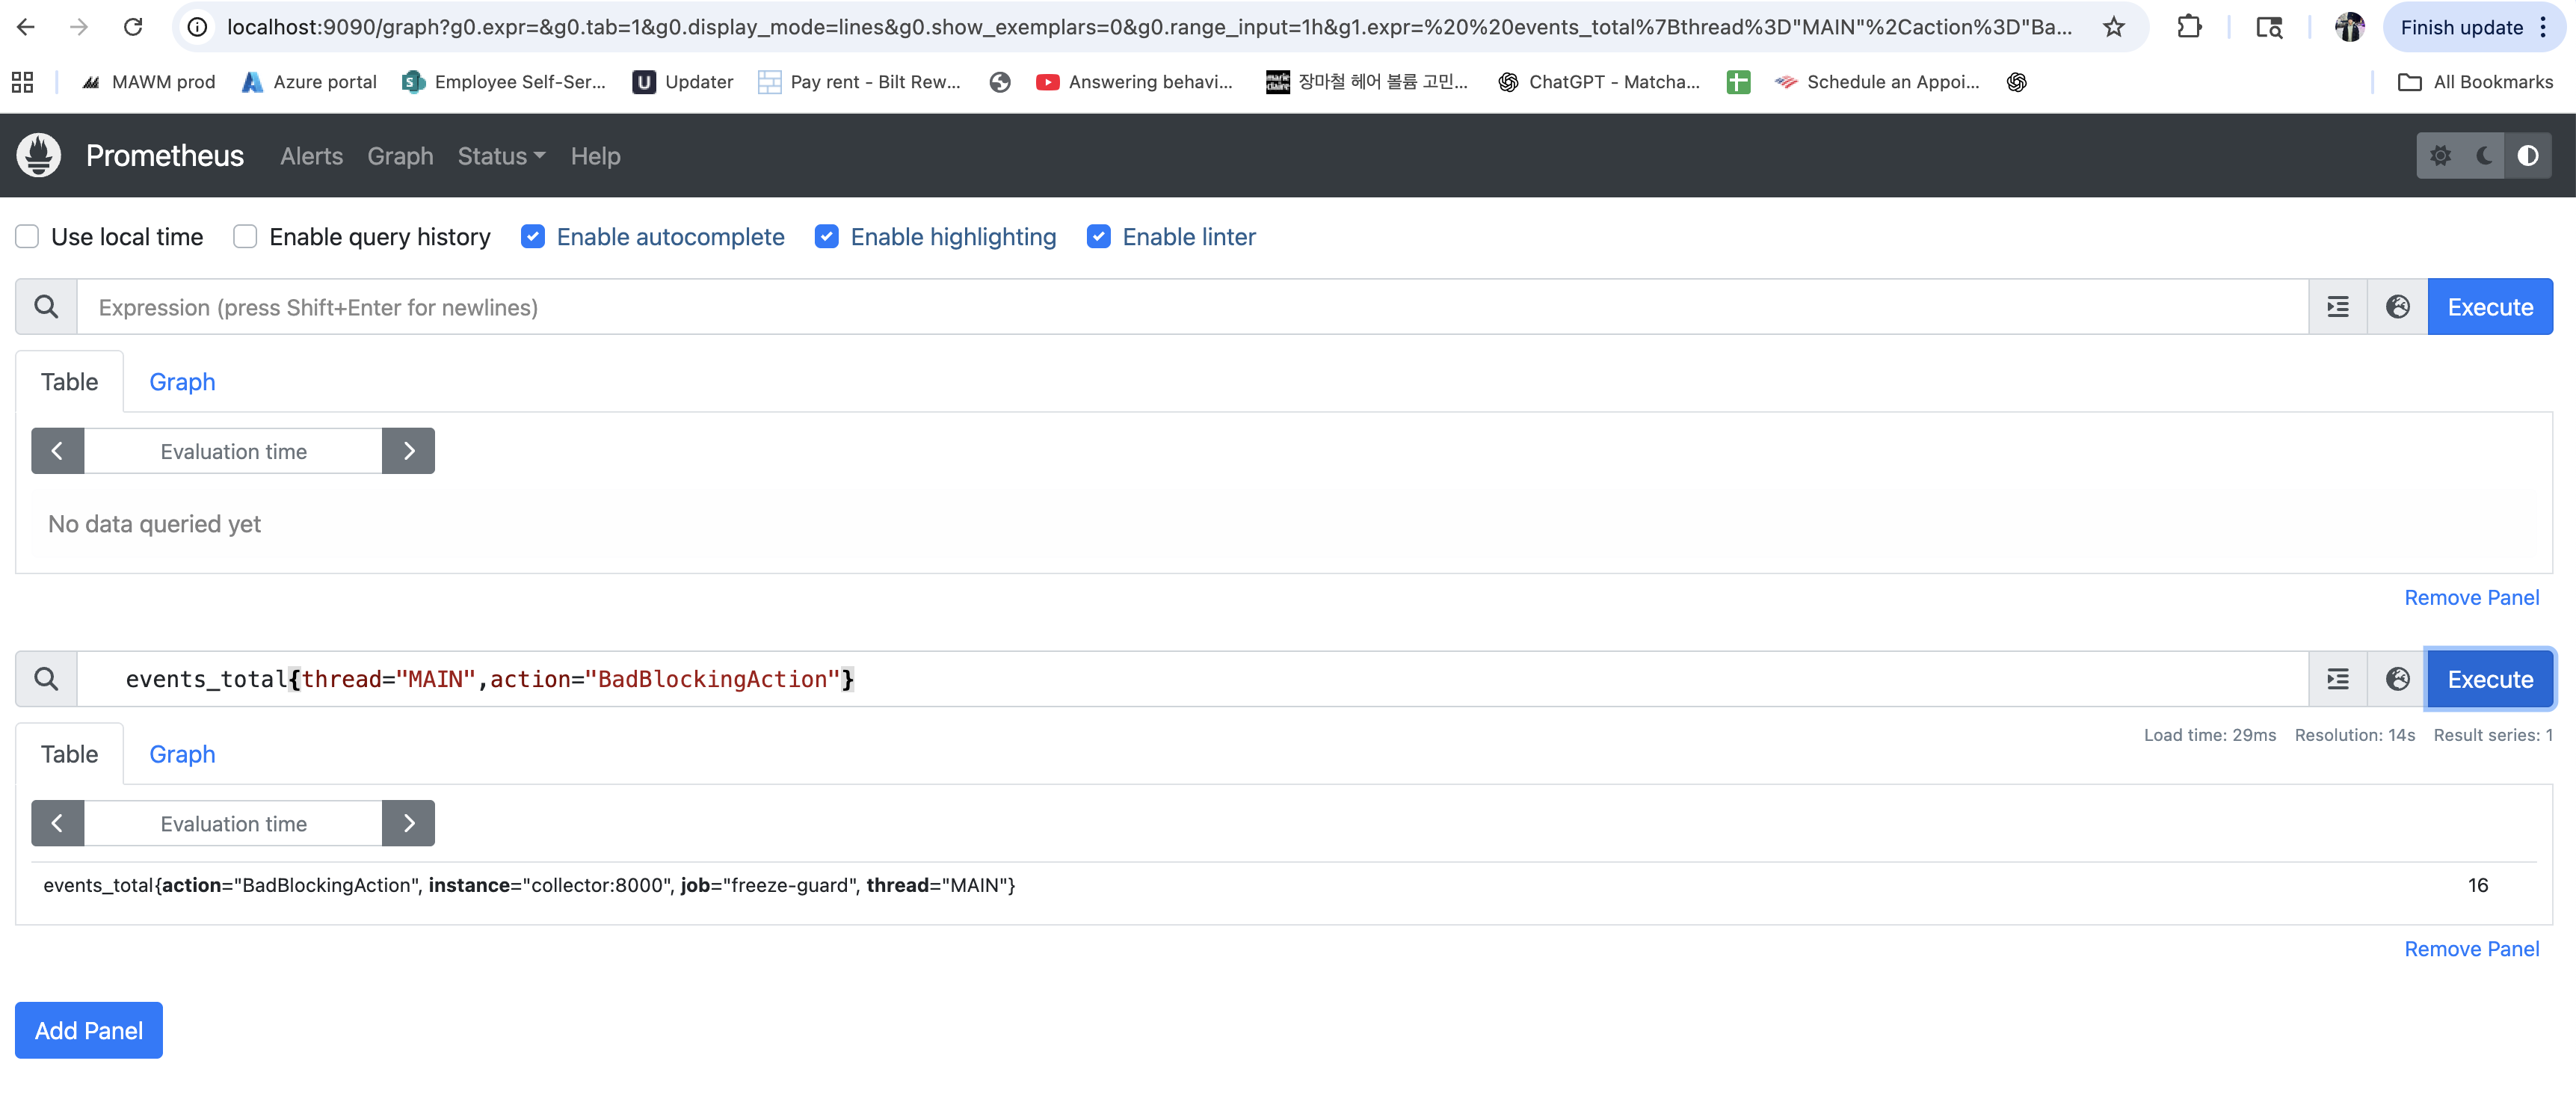 localhost:9090/graph?g0.expr=&g0.tab=1&g0.display_mode=lines&g0.show_exemplars=0&g0.range_input=1h&g1.expr=%20%20events_total%7Bthread%3D"MAIN"%2Caction%3D"Ba...
Finish update
MAWM prod
Azure portal
Employee Self-Ser...
Updater
Pay rent - Bilt Rew...
Answering behavi...
marie claire
장마철 헤어 볼륨 고민...
ChatGPT - Matcha...
Schedule an Appoi...
All Bookmarks
Prometheus
Alerts
Graph
Status
Help
Use local time
Enable query history
Enable autocomplete
Enable highlighting
Enable linter
Expression (press Shift+Enter for newlines)
Execute
Table
Graph
Evaluation time
No data queried yet
Remove Panel
events_total{thread="MAIN",action="BadBlockingAction"}
Execute
Table
Graph
Load time: 29ms
Resolution: 14s
Result series: 1
Evaluation time
events_total{action="BadBlockingAction", instance="collector:8000", job="freeze-guard", thread="MAIN"}
16
Remove Panel
Add Panel